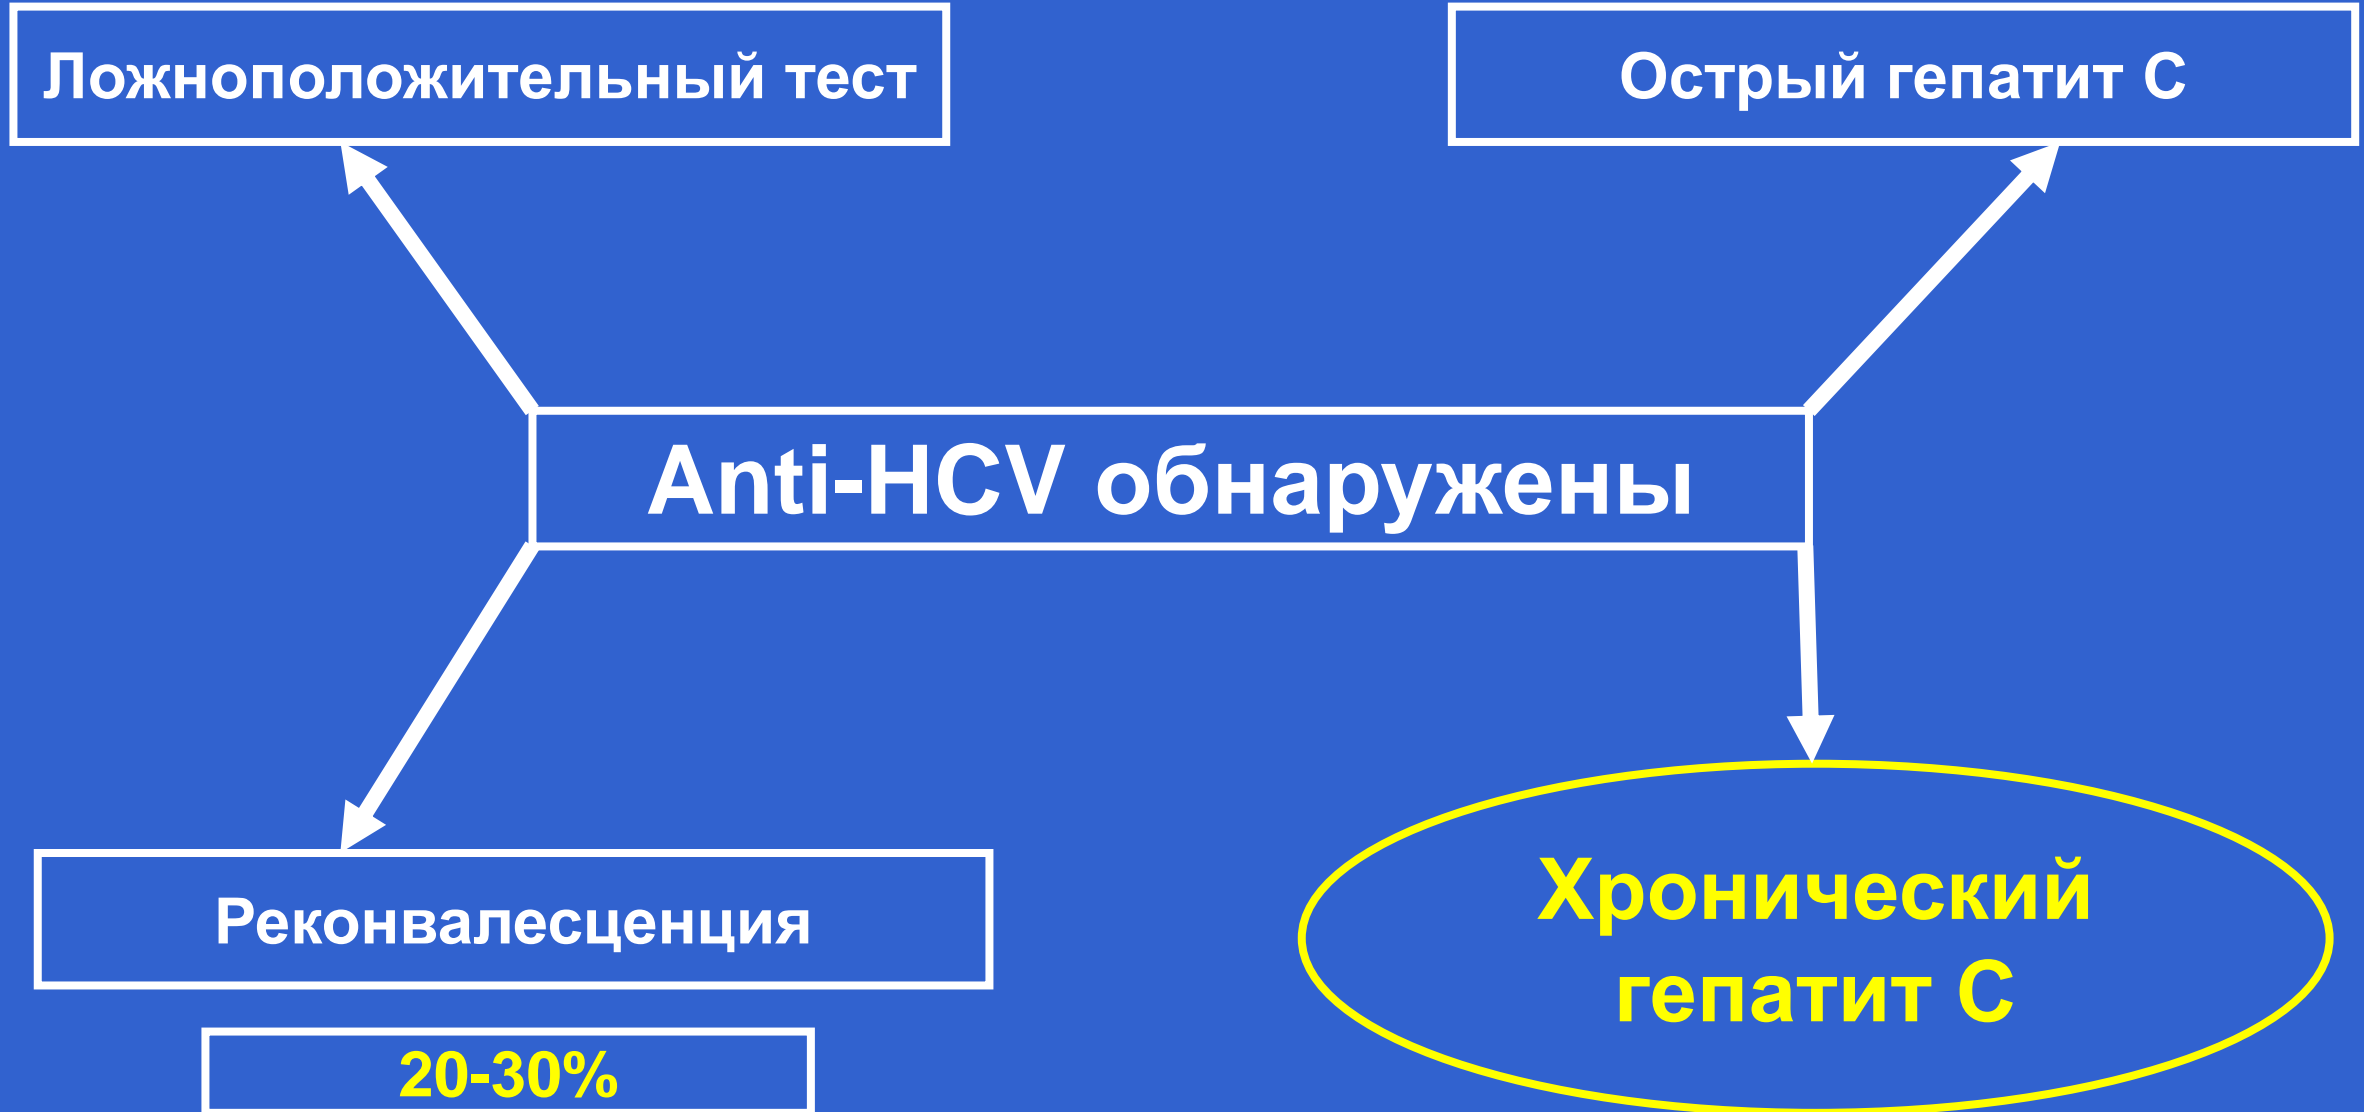 Ложноположительный тест
Острый гепатит С
Anti-HCV обнаружены
Реконвалесценция
20-30%
Хронический
гепатит С